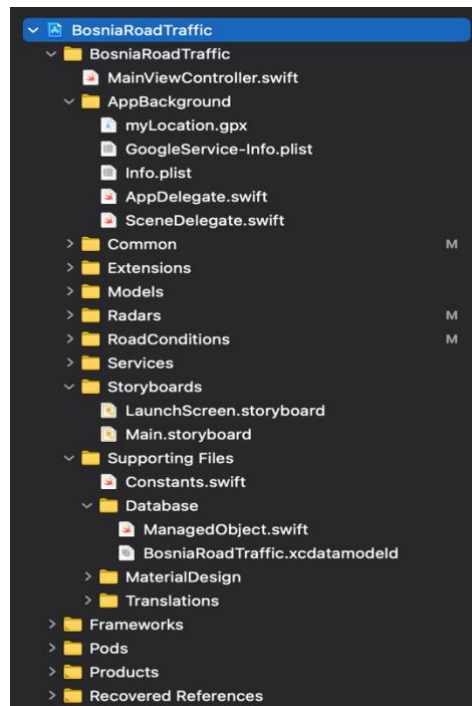 BosniaRoadTraffic
BosniaRoadTraffic
MainViewController.swift
AppBackground
myLocation.gpx
GoogleService-Info.plist
Info.plist
AppDelegate.swift
SceneDelegate.swift
Common M
Extensions
Models
Radars M
RoadConditions M
Services
Storyboards
LaunchScreen.storyboard
Main.storyboard
Supporting Files
Constants.swift
Database
ManagedObject.swift
BosniaRoadTraffic.xcdatamodeld
MaterialDesign
Translations
Frameworks
Pods
Products
Recovered References